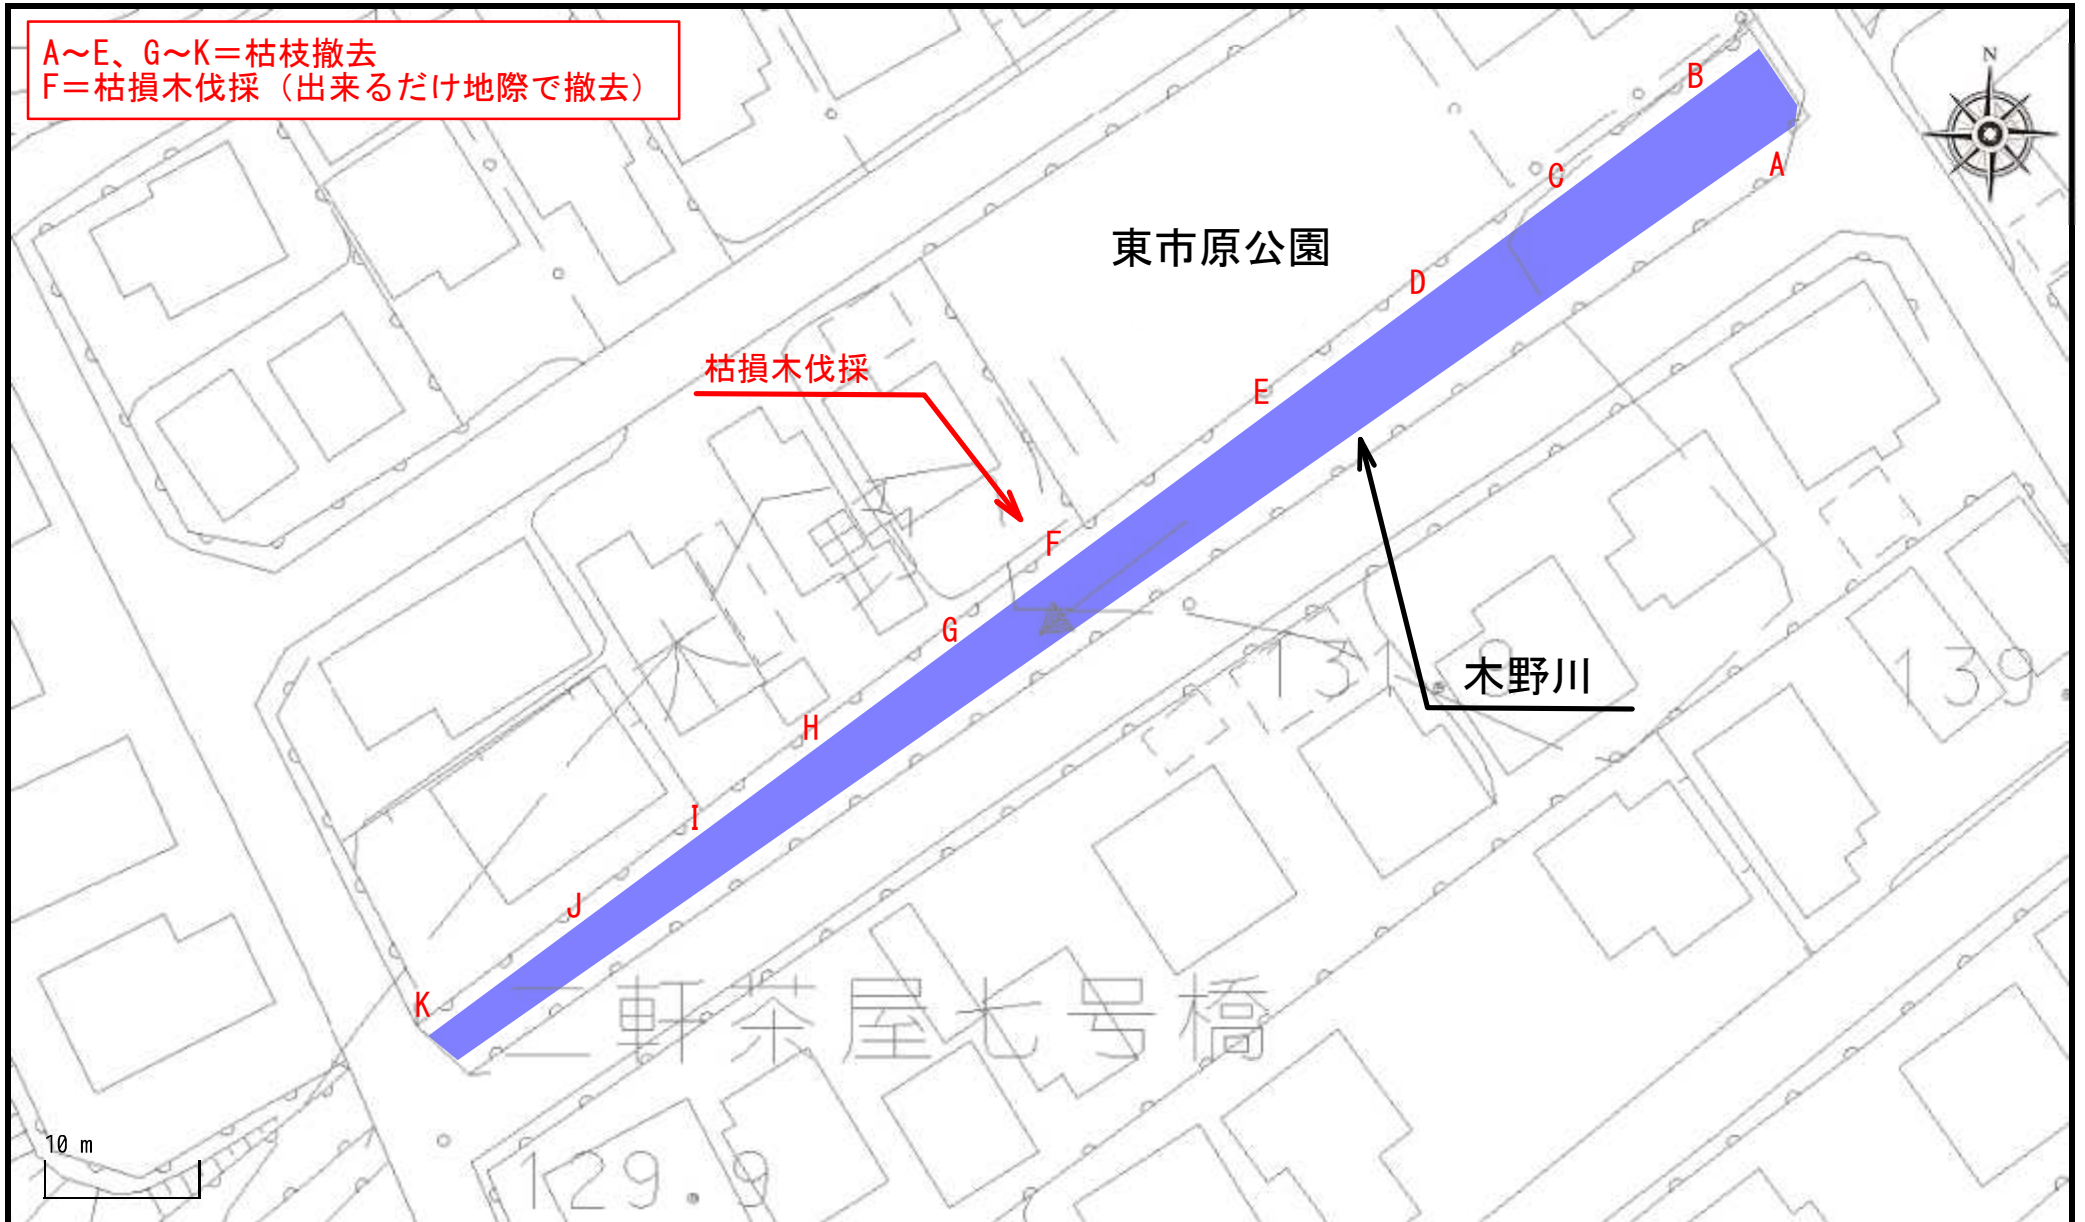 A～E、G～K＝枯枝撤去
F＝枯損木伐採（出来るだけ地際で撤去）
N
B
A
C
東市原公園
D
枯損木伐採
E
F
G
131
木野川
139
H
I
J
K
二軒茶屋七号橋
10 m
129.9